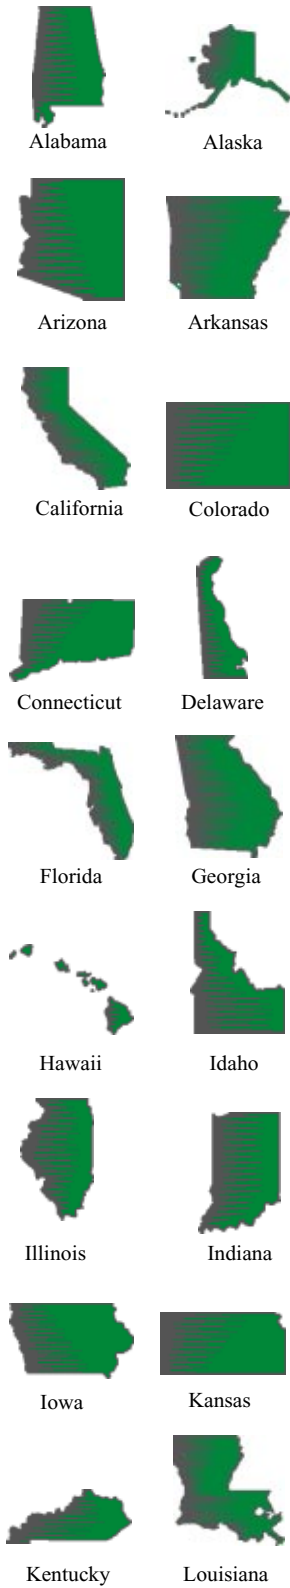 Alabama
Alaska
Arizona
Arkansas
California
Colorado
Connecticut
Delaware
Florida
Georgia
Hawaii
Idaho
Illinois
Indiana
Iowa
Kansas
Kentucky
Louisiana